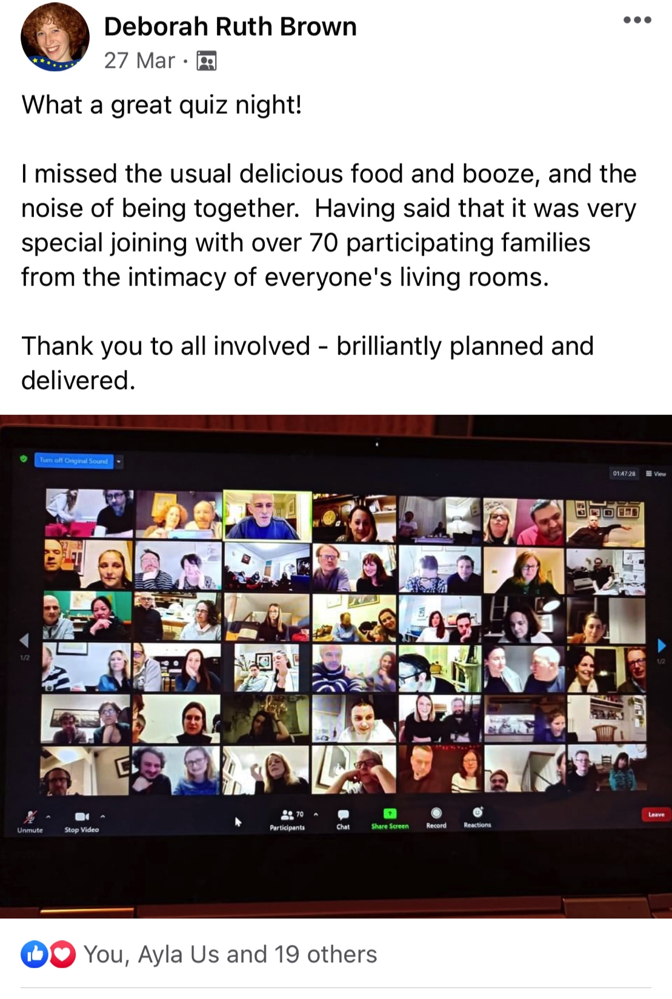 Deborah Ruth Brown
27 Mar ·
What a great quiz night!
I missed the usual delicious food and booze, and the
noise of being together.  Having said that it was very
special joining with over 70 participating families
from the intimacy of everyone's living rooms.
Thank you to all involved - brilliantly planned and
delivered.
Turn off Original Sound
01:47:28
View
1/2
1/2
Unmute
Stop Video
70
Participants
Chat
Share Screen
Record
Reactions
Leave
You, Ayla Us and 19 others